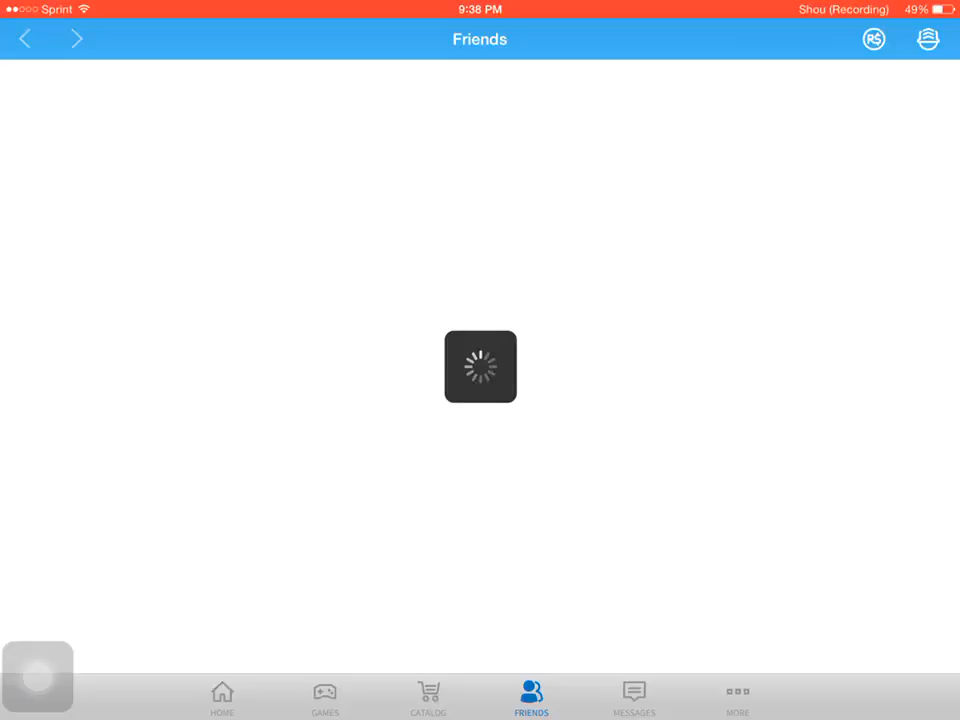 Sprint 9:38 PM Shou (Recording) 49%
Friends R$
HOME GAMES CATALOG FRIENDS MESSAGES MORE